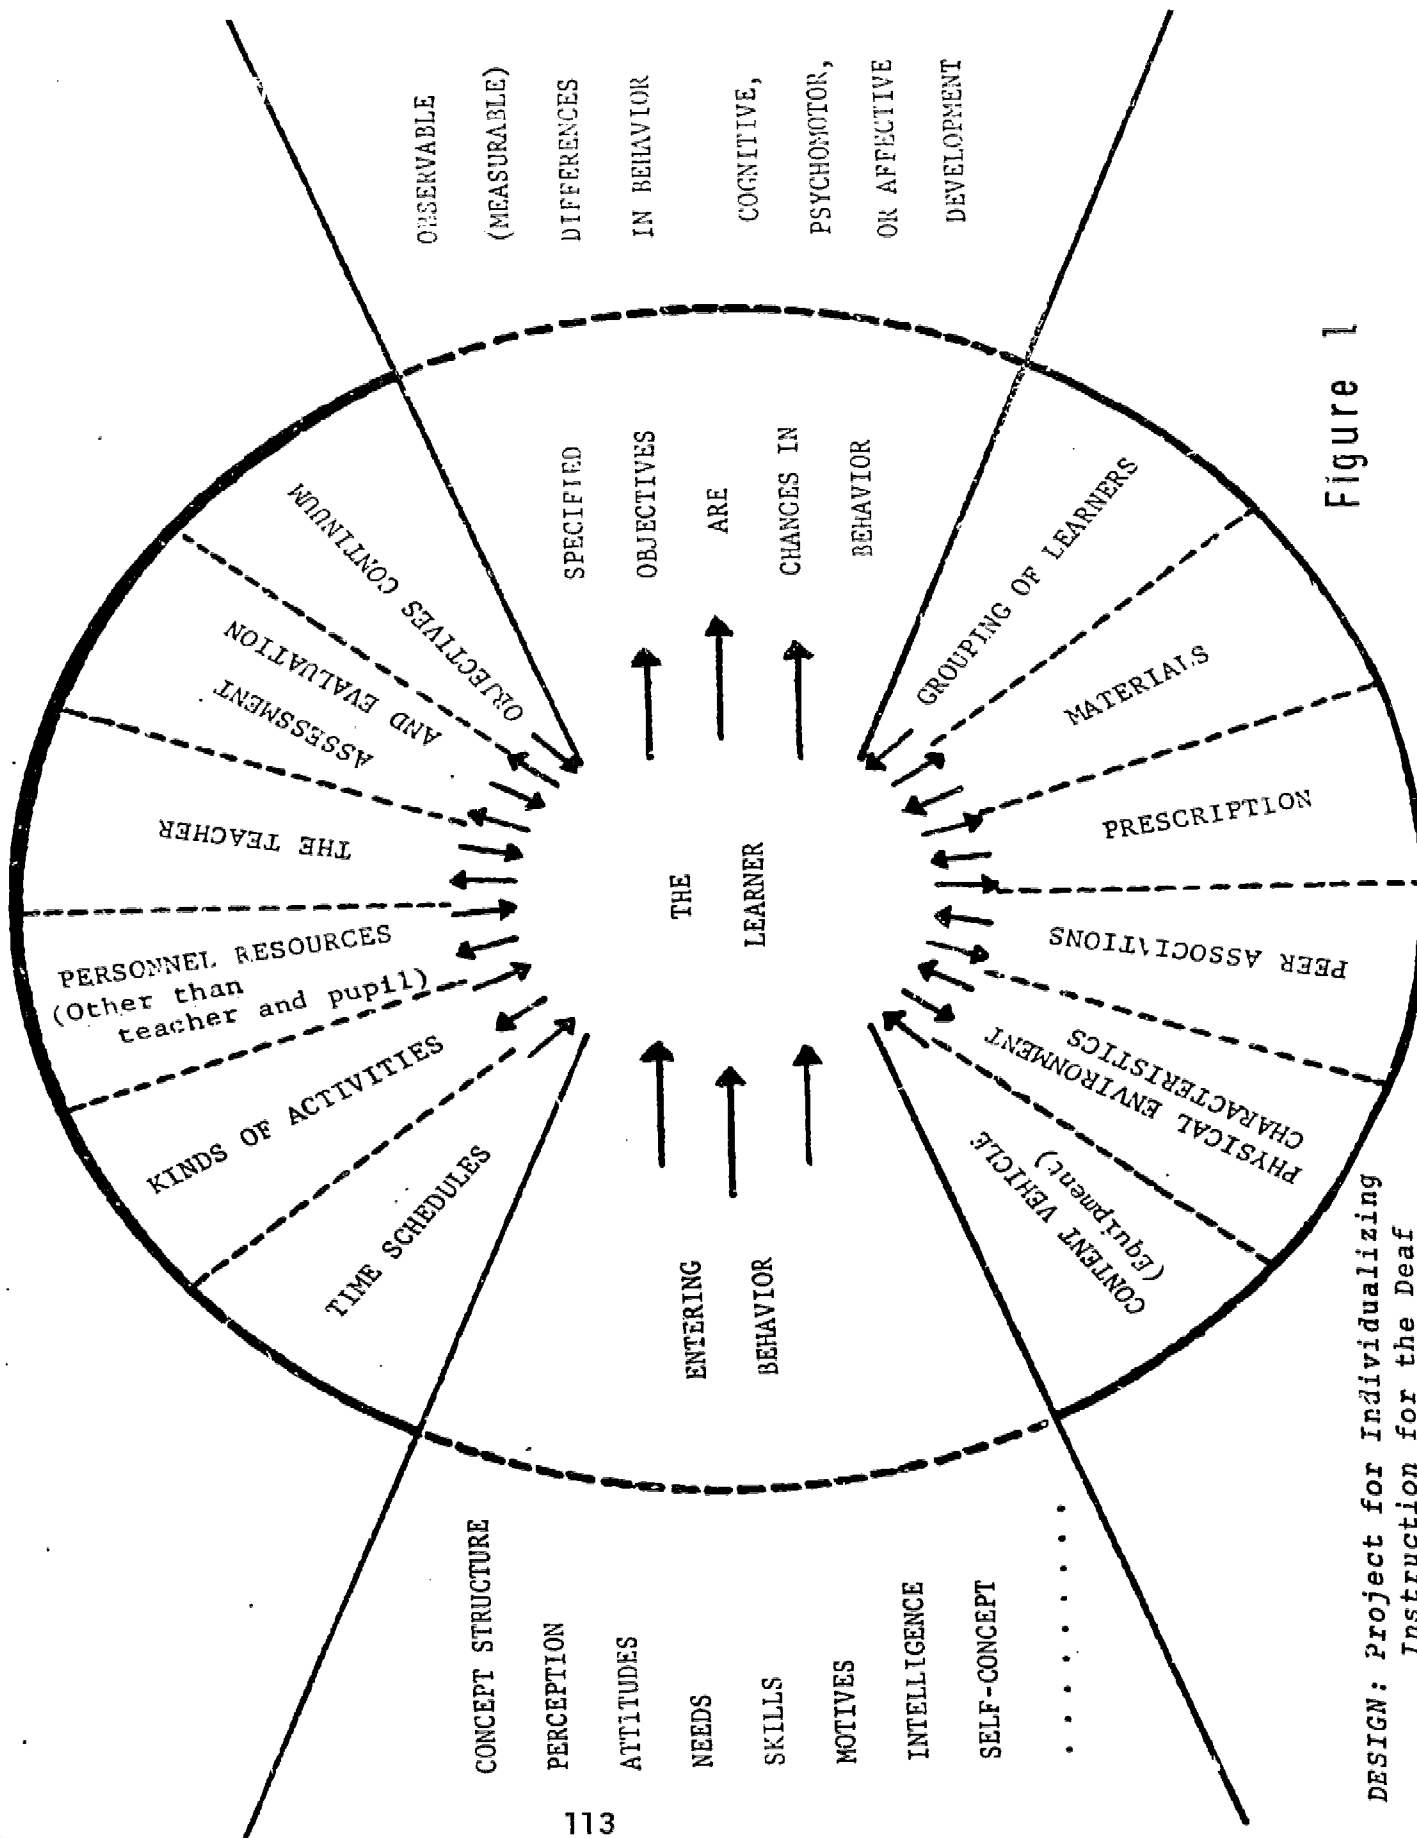 CONCEPT STRUCTURE
PERCEPTION
ATTITUDES
NEEDS
SKILLS
MOTIVES
INTELLIGENCE
SELF-CONCEPT
. . . . . . . . .
ENTERING
BEHAVIOR
TIME SCHEDULES
KINDS OF ACTIVITIES
PERSONNEL RESOURCES
(Other than
teacher and pupil)
THE TEACHER
ASSESSMENT
AND EVALUATION
OBJECTIVES CONTINUUM
THE
LEARNER
CONTENT VEHICLE
(Equipment)
PHYSICAL ENVIRONMENT
CHARACTERISTICS
PEER ASSOCIATIONS
PRESCRIPTION
MATERIALS
GROUPING OF LEARNERS
SPECIFIED
OBJECTIVES
ARE
CHANGES IN
BEHAVIOR
OBSERVABLE
(MEASURABLE)
DIFFERENCES
IN BEHAVIOR
COGNITIVE,
PSYCHOMOTOR,
OR AFFECTIVE
DEVELOPMENT
Figure 1
DESIGN: Project for Individualizing
Instruction for the Deaf
113